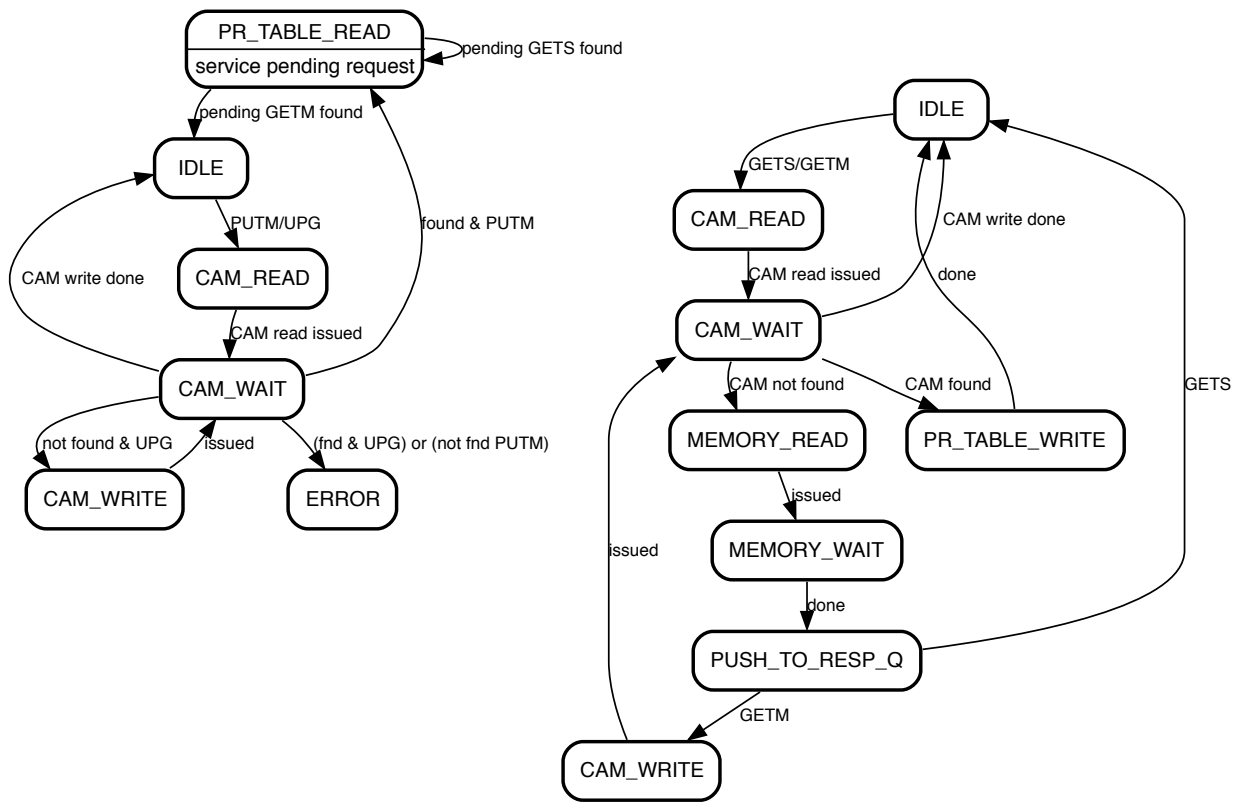 PR_TABLE_READ
service pending request
pending GETS found
pending GETM found
IDLE
PUTM/UPG
found & PUTM
CAM_READ
CAM write done
CAM read issued
CAM_WAIT
not found & UPG
issued
(fnd & UPG) or (not fnd PUTM)
CAM_WRITE
ERROR
IDLE
GETS/GETM
CAM_READ
CAM write done
CAM read issued
done
CAM_WAIT
CAM not found
CAM found
GETS
MEMORY_READ
PR_TABLE_WRITE
issued
issued
MEMORY_WAIT
done
PUSH_TO_RESP_Q
GETM
CAM_WRITE